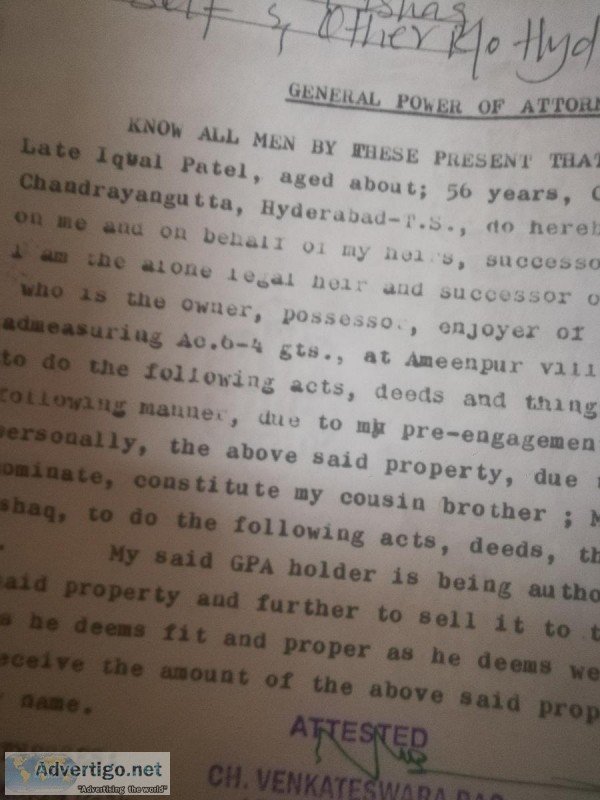 Ishaq
Self & Other R/o Hyd
GENERAL POWER OF ATTORN
KNOW ALL MEN BY THESE PRESENT THAT
Late Iqwal Patel, aged about; 56 years, O
Chandrayangutta, Hyderabad-T.S., do hereb
on me and on behalf of my heirs, successo
I am the alone legal heir and successor o
who is the owner, possessor, enjoyer of
admeasuring Ac.6-4 gts., at Ameenpur vill
to do the following acts, deeds and thing
following manner, due to my pre-engagemen
personally, the above said property, due
ominate, constitute my cousin brother ; M
shaq, to do the following acts, deeds, th
My said GPA holder is being autho
said property and further to sell it to t
s he deems fit and proper as he deems we
eceive the amount of the above said prop
name.
ATTESTED
CH. VENKATESWARA RAO
Advertigo.net
"Advertising the world"